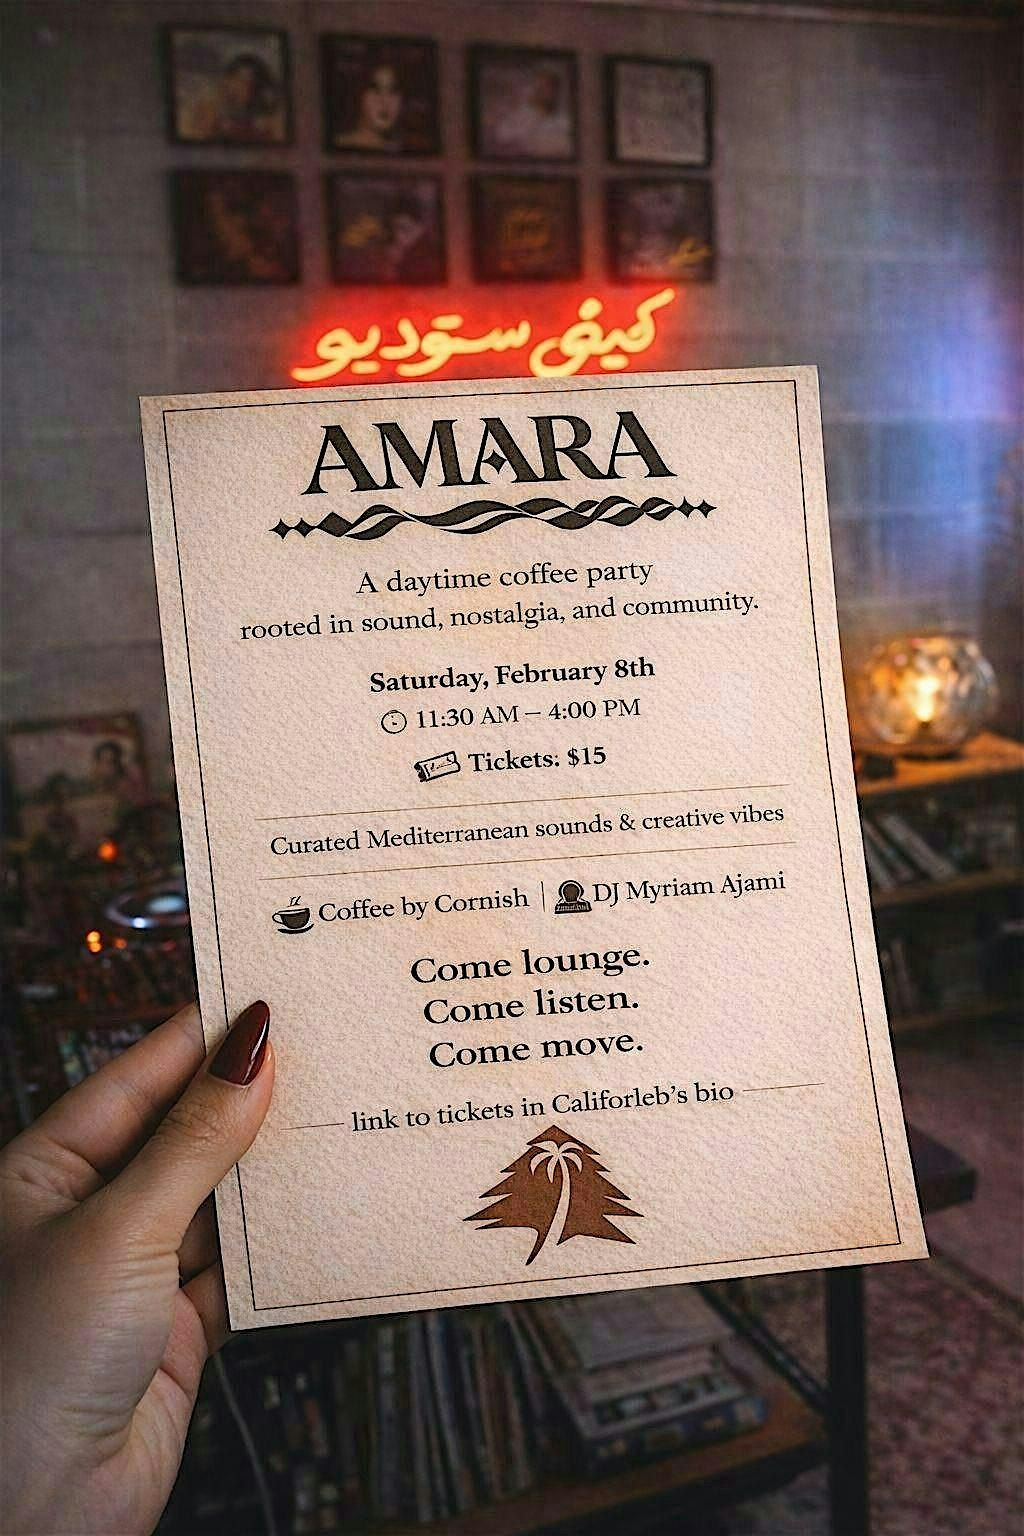 كيفي ستوديو
AMARA
A daytime coffee party
rooted in sound, nostalgia, and community.
Saturday, February 8th
11:30 AM – 4:00 PM
Tickets: $15
Curated Mediterranean sounds & creative vibes
Coffee by Cornish | DJ Myriam Ajami
Come lounge.
Come listen.
Come move.
link to tickets in Califorleb's bio